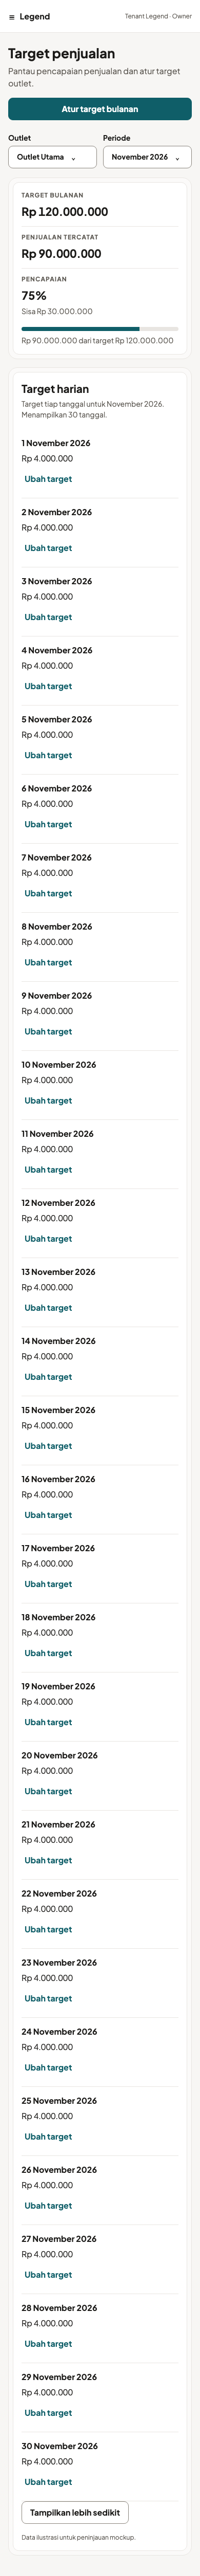 ≡ Legend
Tenant Legend · Owner
Target penjualan
Pantau pencapaian penjualan dan atur target
outlet.
Atur target bulanan
Outlet
Periode
Outlet Utama
November 2026
TARGET BULANAN
Rp 120.000.000
PENJUALAN TERCATAT
Rp 90.000.000
PENCAPAIAN
75%
Sisa Rp 30.000.000
Rp 90.000.000 dari target Rp 120.000.000
Target harian
Target tiap tanggal untuk November 2026.
Menampilkan 30 tanggal.
1 November 2026
Rp 4.000.000
Ubah target
2 November 2026
Rp 4.000.000
Ubah target
3 November 2026
Rp 4.000.000
Ubah target
4 November 2026
Rp 4.000.000
Ubah target
5 November 2026
Rp 4.000.000
Ubah target
6 November 2026
Rp 4.000.000
Ubah target
7 November 2026
Rp 4.000.000
Ubah target
8 November 2026
Rp 4.000.000
Ubah target
9 November 2026
Rp 4.000.000
Ubah target
10 November 2026
Rp 4.000.000
Ubah target
11 November 2026
Rp 4.000.000
Ubah target
12 November 2026
Rp 4.000.000
Ubah target
13 November 2026
Rp 4.000.000
Ubah target
14 November 2026
Rp 4.000.000
Ubah target
15 November 2026
Rp 4.000.000
Ubah target
16 November 2026
Rp 4.000.000
Ubah target
17 November 2026
Rp 4.000.000
Ubah target
18 November 2026
Rp 4.000.000
Ubah target
19 November 2026
Rp 4.000.000
Ubah target
20 November 2026
Rp 4.000.000
Ubah target
21 November 2026
Rp 4.000.000
Ubah target
22 November 2026
Rp 4.000.000
Ubah target
23 November 2026
Rp 4.000.000
Ubah target
24 November 2026
Rp 4.000.000
Ubah target
25 November 2026
Rp 4.000.000
Ubah target
26 November 2026
Rp 4.000.000
Ubah target
27 November 2026
Rp 4.000.000
Ubah target
28 November 2026
Rp 4.000.000
Ubah target
29 November 2026
Rp 4.000.000
Ubah target
30 November 2026
Rp 4.000.000
Ubah target
Tampilkan lebih sedikit
Data ilustrasi untuk peninjauan mockup.